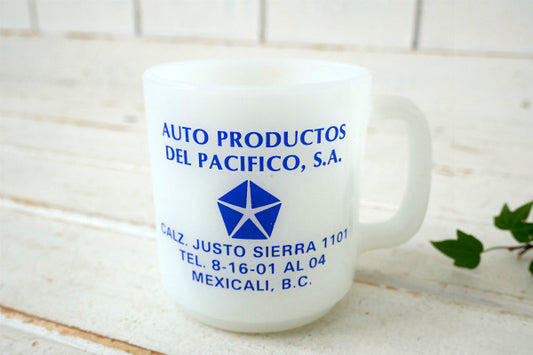 AUTO PRODUCTOS
DEL PACIFICO, S.A.
CALZ. JUSTO SIERRA 1101
TEL. 8-16-01 AL 04
MEXICALI, B.C.